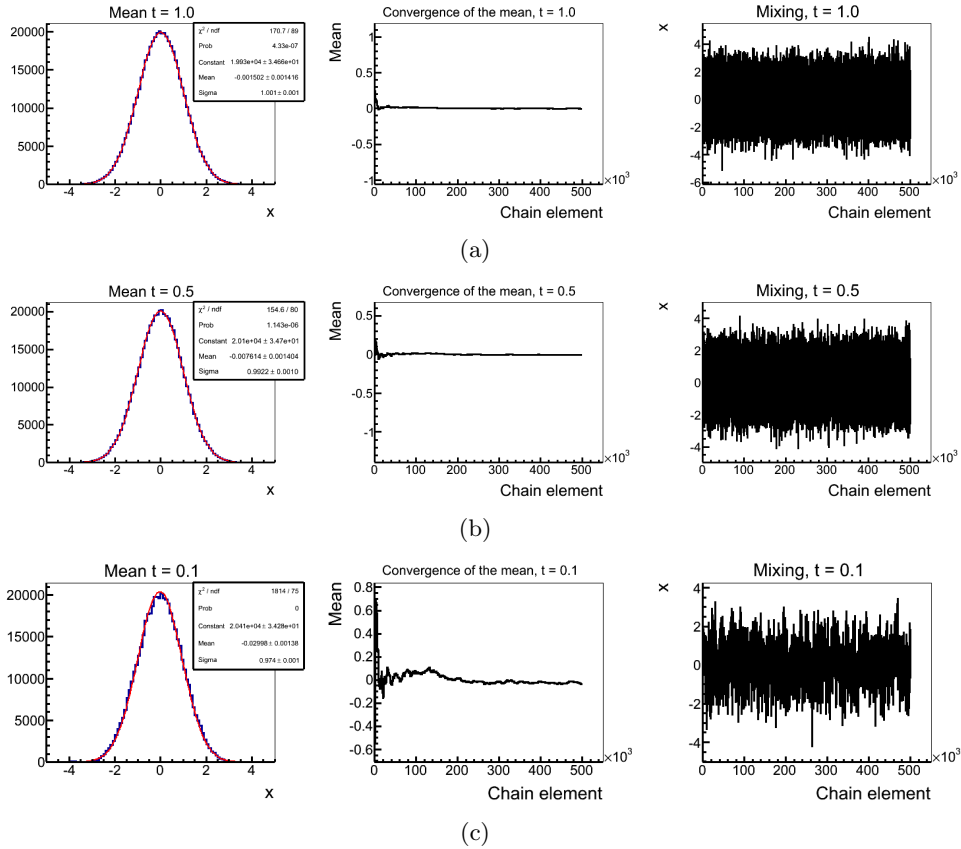 Mean t = 1.0
χ² / ndf 170.7 / 89
Prob 4.33e-07
Constant 1.993e+04 ± 3.466e+01
Mean -0.001502 ± 0.001416
Sigma 1.001 ± 0.001
20000
15000
10000
5000
0
-4 -2 0 2 4
x
Convergence of the mean, t = 1.0
Mean
1
0.5
0
-0.5
-1
0 100 200 300 400 500
×10³
Chain element
Mixing, t = 1.0
x
4
2
0
-2
-4
-6
0 100 200 300 400 500
×10³
Chain element
(a)
Mean t = 0.5
χ² / ndf 154.6 / 80
Prob 1.143e-06
Constant 2.01e+04 ± 3.47e+01
Mean -0.007614 ± 0.001404
Sigma 0.9922 ± 0.0010
20000
15000
10000
5000
0
-4 -2 0 2 4
x
Convergence of the mean, t = 0.5
Mean
0.5
0
-0.5
-1
0 100 200 300 400 500
×10³
Chain element
Mixing, t = 0.5
x
4
2
0
-2
-4
0 100 200 300 400 500
×10³
Chain element
(b)
Mean t = 0.1
χ² / ndf 1814 / 75
Prob 0
Constant 2.041e+04 ± 3.428e+01
Mean -0.02998 ± 0.00138
Sigma 0.974 ± 0.001
20000
15000
10000
5000
0
-4 -2 0 2 4
x
Convergence of the mean, t = 0.1
Mean
0.8
0.6
0.4
0.2
0
-0.2
-0.4
-0.6
0 100 200 300 400 500
×10³
Chain element
Mixing, t = 0.1
x
4
2
0
-2
-4
0 100 200 300 400 500
×10³
Chain element
(c)